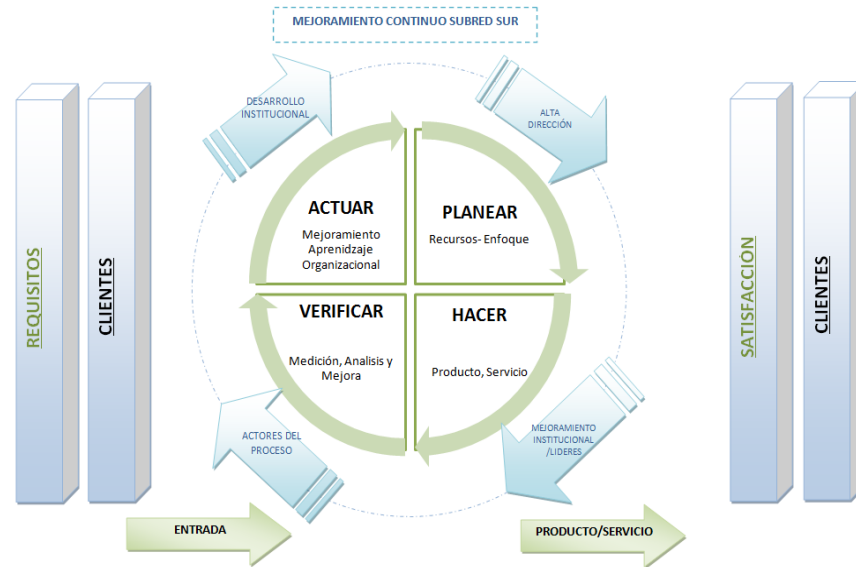 MEJORAMIENTO CONTINUO SUBRED SUR
DESARROLLO
INSTITUCIONAL
ALTA
DIRECCIÓN
REQUISITOS
CLIENTES
ACTUAR
Mejoramiento
Aprenidzaje
Organizacional
PLANEAR
Recursos- Enfoque
VERIFICAR
Medición, Analisis y
Mejora
HACER
Producto, Servicio
SATISFACCIÓN
CLIENTES
ACTORES DEL
PROCESO
MEJORAMIENTO
INSTITUCIONAL
/LIDERES
ENTRADA
PRODUCTO/SERVICIO